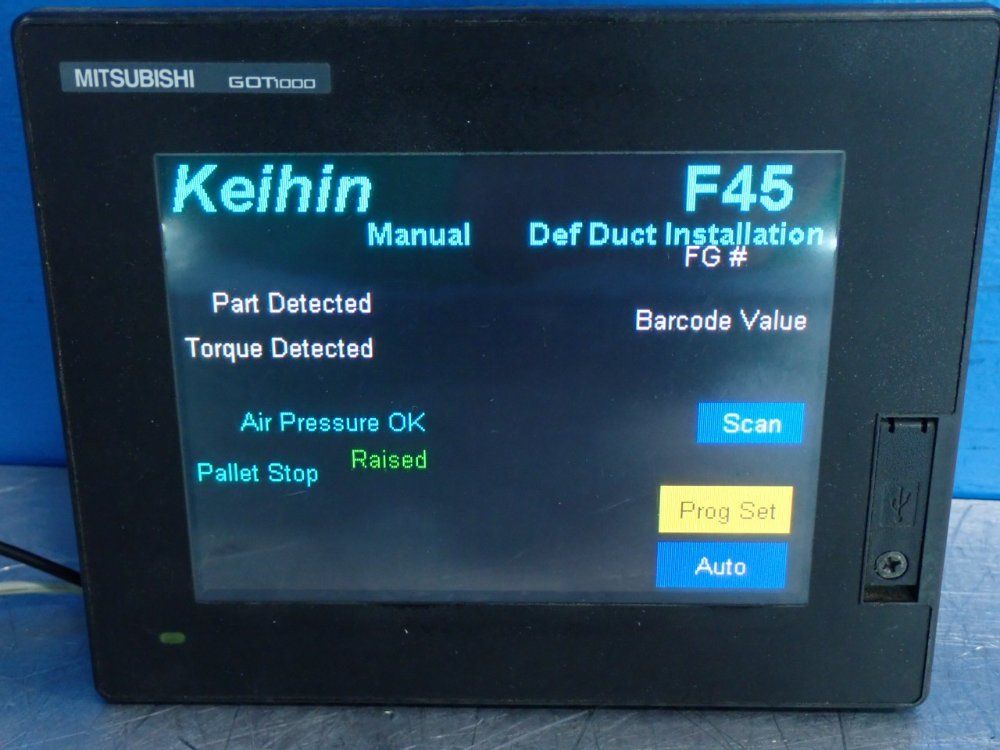 MITSUBISHI GOT1000
Keihin F45
Manual Def Duct Installation
FG #
Part Detected
Barcode Value
Torque Detected
Air Pressure OK
Scan
Raised
Pallet Stop
Prog Set
Auto